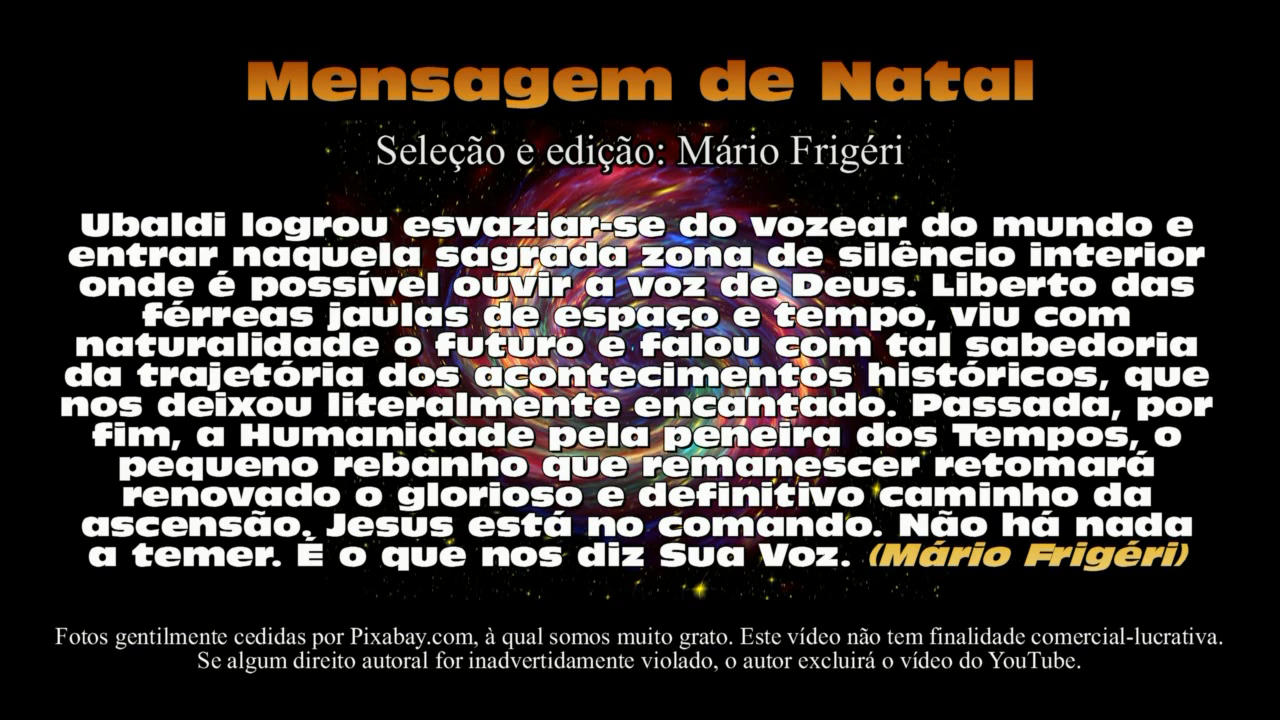 Mensagem de Natal
Seleção e edição: Mário Frigéri
Ubaldi logrou esvaziar-se do vozear do mundo e
entrar naquela sagrada zona de silêncio interior
onde é possível ouvir a voz de Deus. Liberto das
férreas jaulas de espaço e tempo, viu com
naturalidade o futuro e falou com tal sabedoria
da trajetória dos acontecimentos históricos, que
nos deixou literalmente encantado. Passada, por
fim, a Humanidade pela peneira dos Tempos, o
pequeno rebanho que remanescer retomará
renovado o glorioso e definitivo caminho da
ascensão. Jesus está no comando. Não há nada
a temer. É o que nos diz Sua Voz. (Mário Frigéri)
Fotos gentilmente cedidas por Pixabay.com, à qual somos muito grato. Este vídeo não tem finalidade comercial-lucrativa.
Se algum direito autoral for inadvertidamente violado, o autor excluirá o vídeo do YouTube.